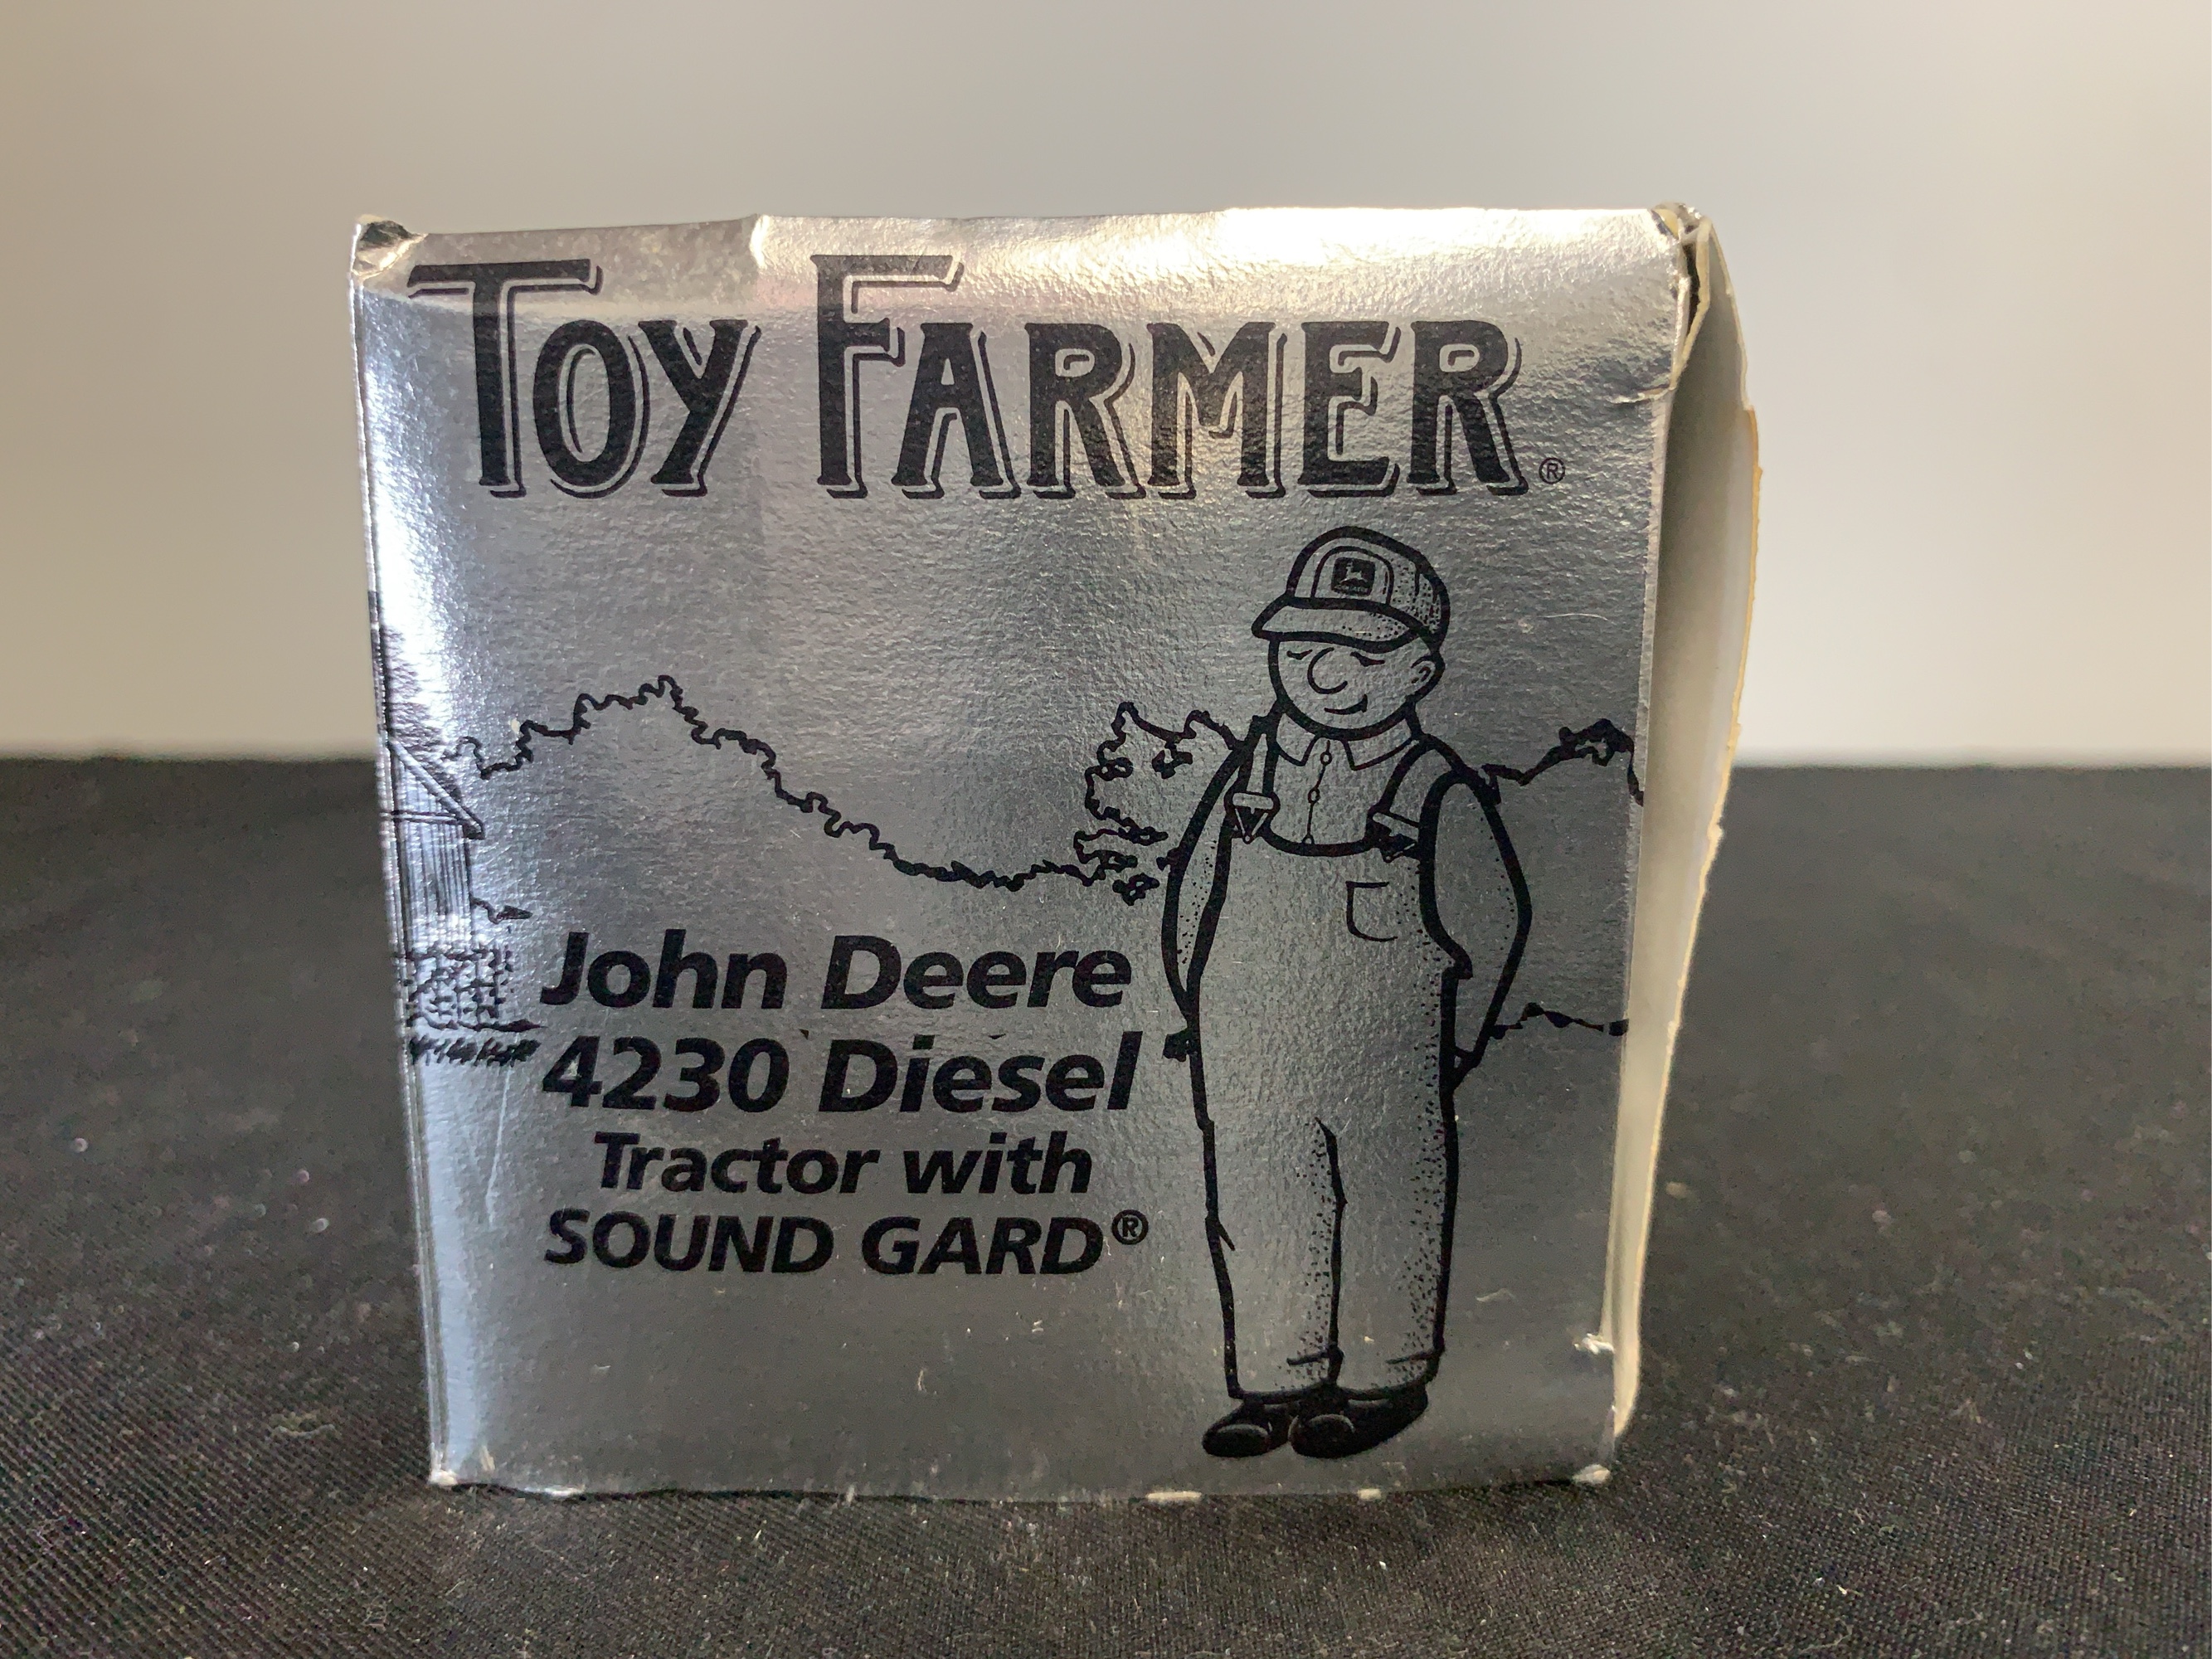 TOY FARMER®
John Deere
4230 Diesel
Tractor with
SOUND GARD®